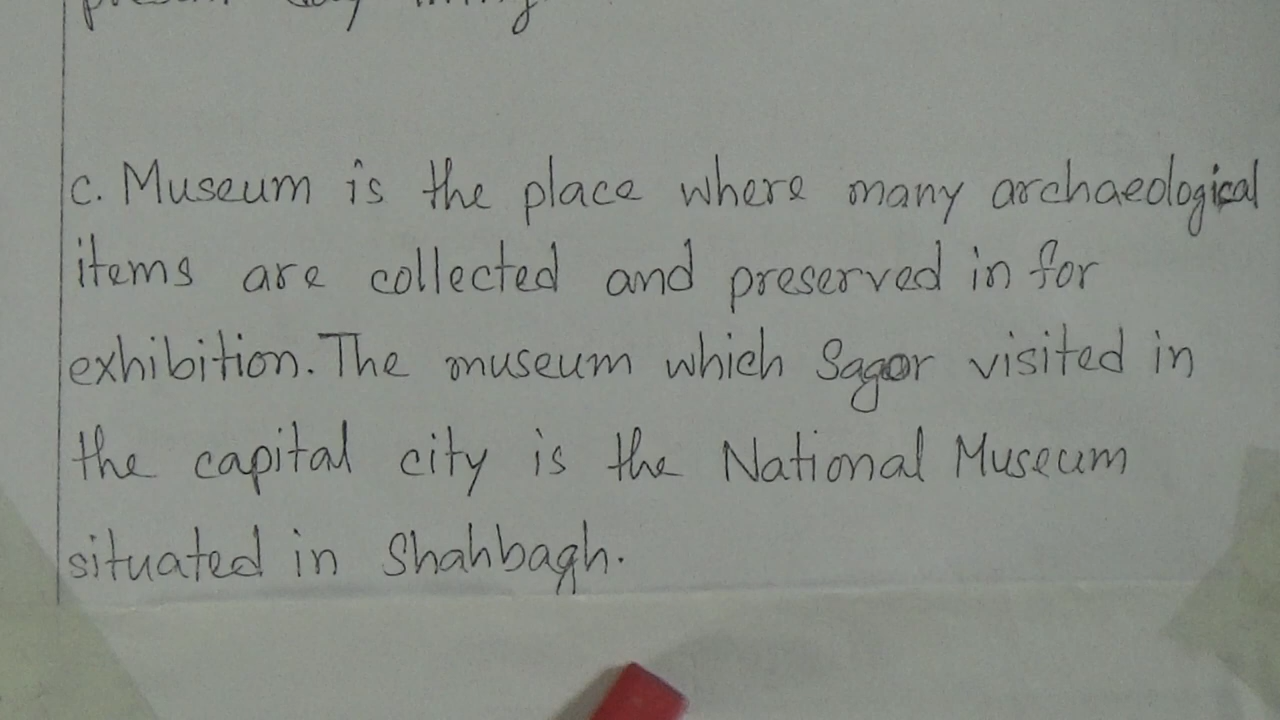 c. Museum is the place where many archaeological
items are collected and preserved in for
exhibition. The museum which Sagor visited in
the capital city is the National Museum
situated in Shahbagh.